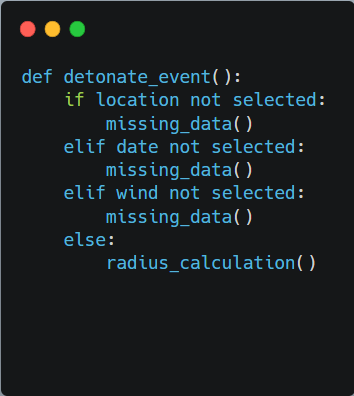 def detonate_event():
    if location not selected:
        missing_data()
    elif date not selected:
        missing_data()
    elif wind not selected:
        missing_data()
    else:
        radius_calculation()